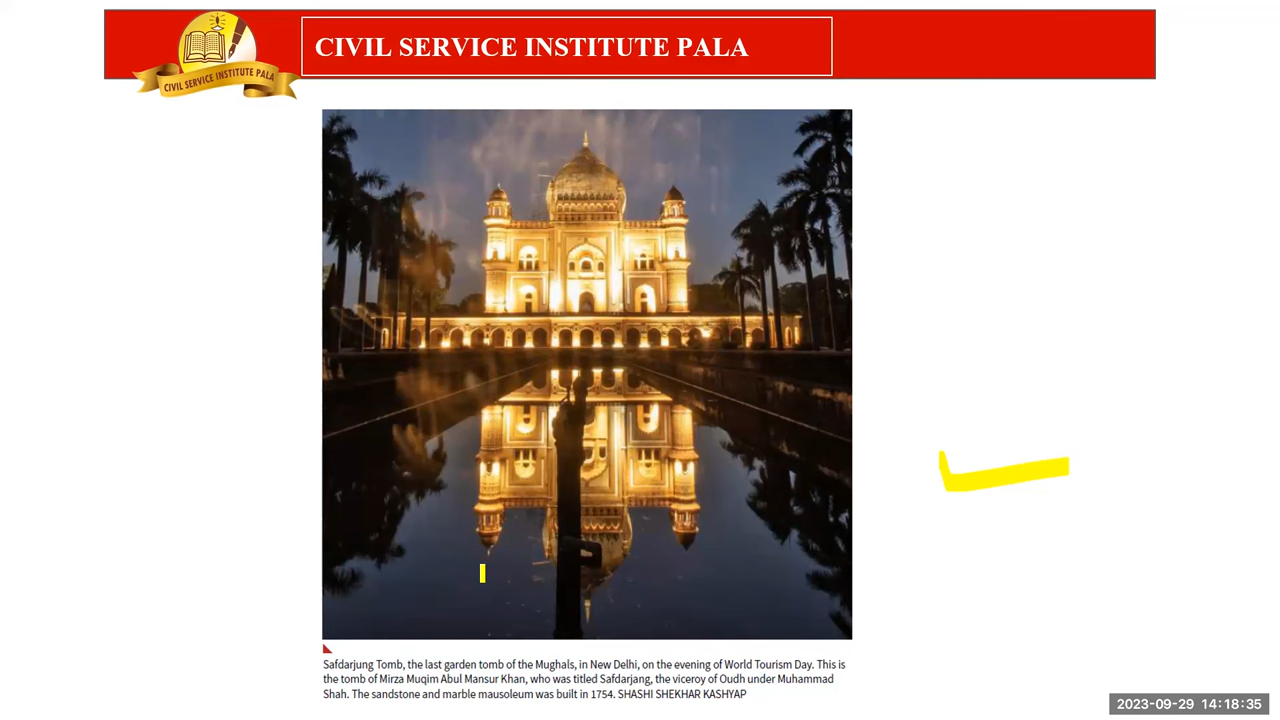 CIVIL SERVICE INSTITUTE PALA
CIVIL SERVICE INSTITUTE PALA
Safdarjung Tomb, the last garden tomb of the Mughals, in New Delhi, on the evening of World Tourism Day. This is
the tomb of Mirza Muqim Abul Mansur Khan, who was titled Safdarjang, the viceroy of Oudh under Muhammad
Shah. The sandstone and marble mausoleum was built in 1754. SHASHI SHEKHAR KASHYAP
2023-09-29 14:18:35